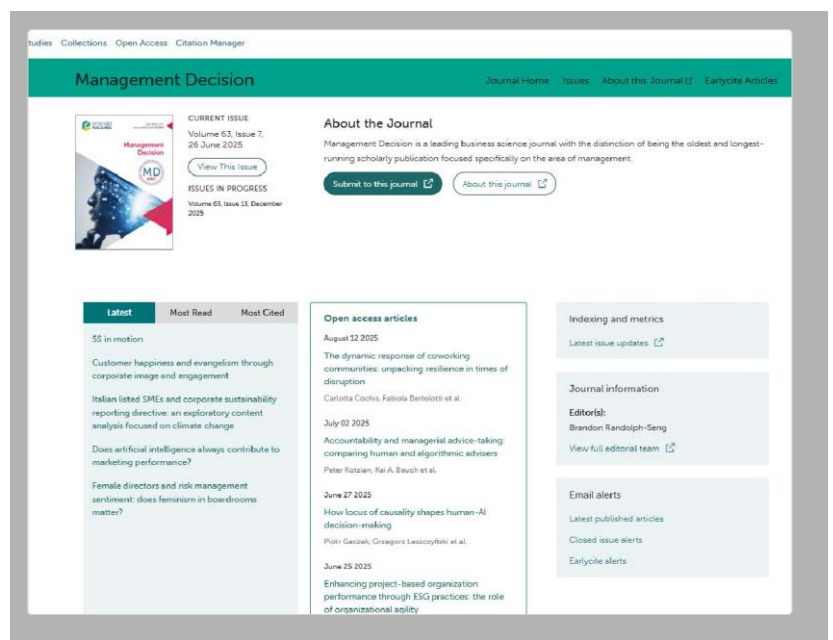 tudies Collections Open Access Citation Manager
Management Decision
Journal Home Issues About this Journal Earlycite Articles
Management
Decision
MD
CURRENT ISSUE
Volume 63, Issue 7,
26 June 2025
View This Issue
ISSUES IN PROGRESS
Volume 63, Issue 13, December
2025
About the Journal
Management Decision is a leading business science journal with the distinction of being the oldest and longest-
running scholarly publication focused specifically on the area of management.
Submit to this journal
About this journal
Latest Most Read Most Cited
5S in motion
Customer happiness and evangelism through
corporate image and engagement
Italian listed SMEs and corporate sustainability
reporting directive: an exploratory content
analysis focused on climate change
Does artificial intelligence always contribute to
marketing performance?
Female directors and risk management
sentiment: does feminism in boardrooms
matter?
Open access articles
August 12 2025
The dynamic response of coworking
communities: unpacking resilience in times of
disruption
Carlotta Cochis, Fabiola Bertolotti et al.
July 02 2025
Accountability and managerial advice-taking:
comparing human and algorithmic advisers
Peter Kotzian, Kai A. Bauch et al.
June 27 2025
How locus of causality shapes human-AI
decision-making
Piotr Gaczek, Grzegorz Leszczyński et al.
June 25 2025
Enhancing project-based organization
performance through ESG practices: the role
of organizational agility
Indexing and metrics
Latest issue updates
Journal information
Editor(s):
Brandon Randolph-Seng
View full editorial team
Email alerts
Latest published articles
Closed issue alerts
Earlycite alerts